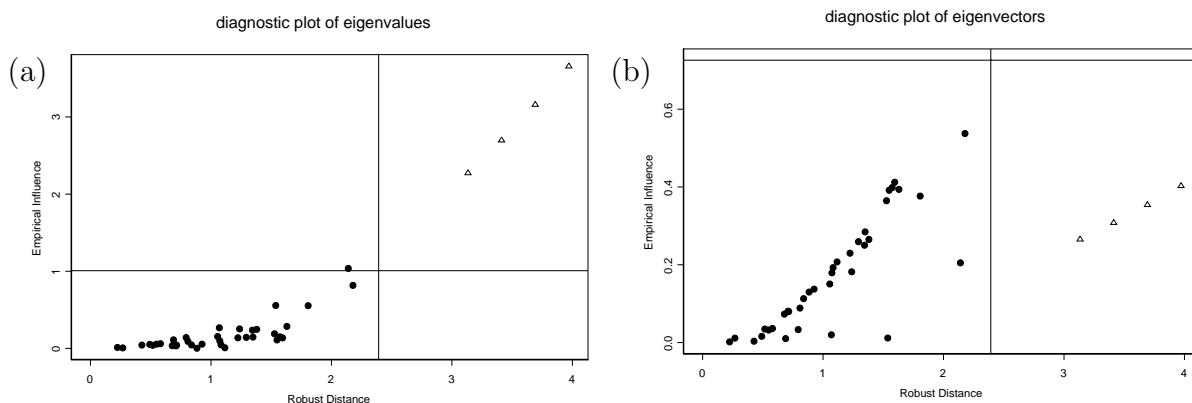 diagnostic plot of eigenvalues
(a)
Empirical Influence
3
2
1
0
0 1 2 3 4
Robust Distance
diagnostic plot of eigenvectors
(b)
Empirical Influence
0.6
0.4
0.2
0.0
0 1 2 3 4
Robust Distance